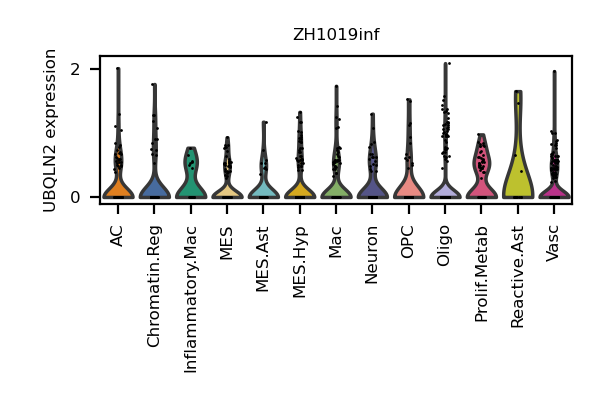 ZH1019inf
UBQLN2 expression
2
0
AC
Chromatin.Reg
Inflammatory.Mac
MES
MES.Ast
MES.Hyp
Mac
Neuron
OPC
Oligo
Prolif.Metab
Reactive.Ast
Vasc